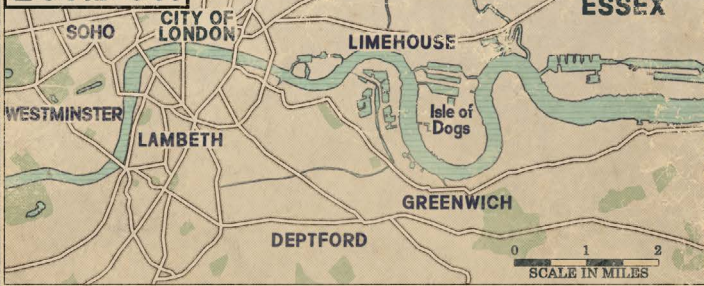 ESSEX
CITY OF
LONDON
SOHO
LIMEHOUSE
WESTMINSTER
Isle of
Dogs
LAMBETH
GREENWICH
DEPTFORD
0 1 2
SCALE IN MILES